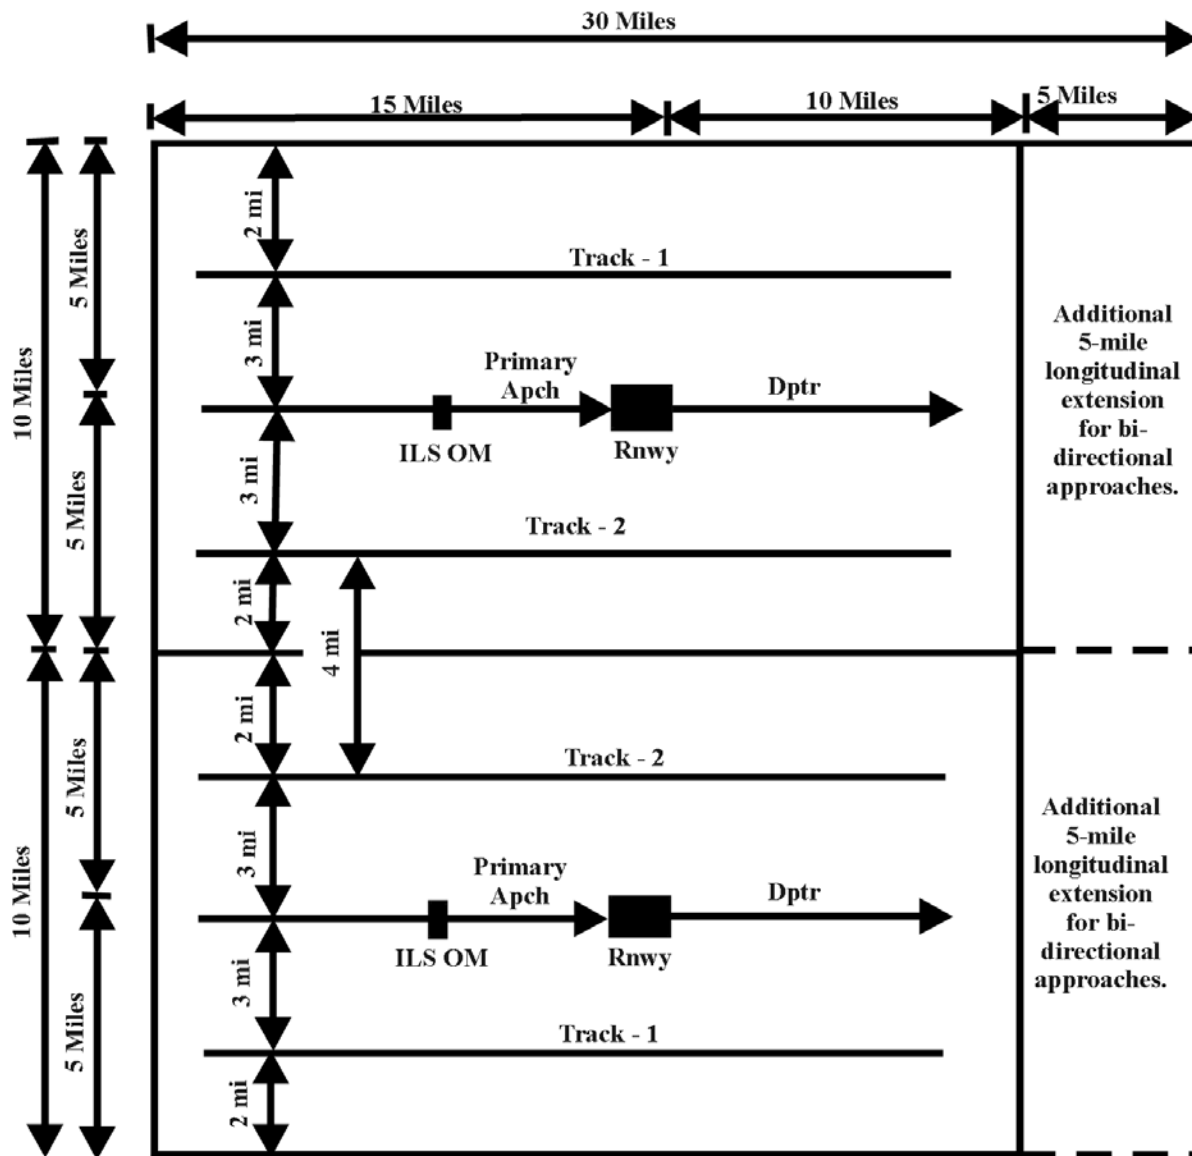 30 Miles
15 Miles
10 Miles
5 Miles
2 mi
Track - 1
5 Miles
3 mi
10 Miles
Primary
Apch
Dptr
ILS OM
Rnwy
Additional
5-mile
longitudinal
extension
for bi-
directional
approaches.
3 mi
5 Miles
Track - 2
2 mi
4 mi
2 mi
Track - 2
5 Miles
3 mi
10 Miles
Primary
Apch
Dptr
ILS OM
Rnwy
Additional
5-mile
longitudinal
extension
for bi-
directional
approaches.
3 mi
5 Miles
Track - 1
2 mi